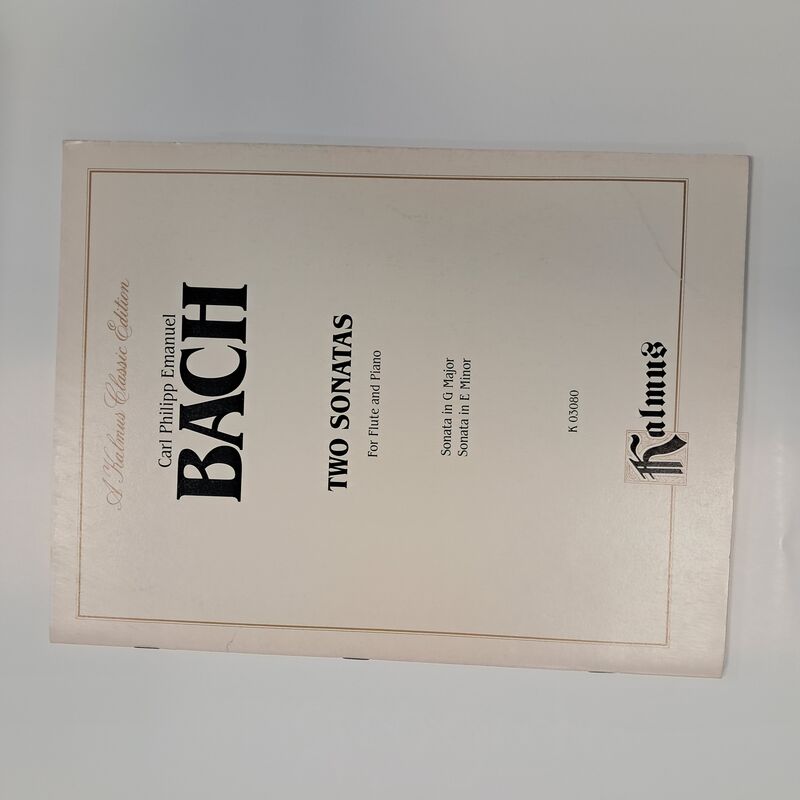 A Kalmus Classic Edition
Carl Philipp Emanuel
BACH
TWO SONATAS
For Flute and Piano
Sonata in G Major
Sonata in E Minor
K 03080
Kalmus